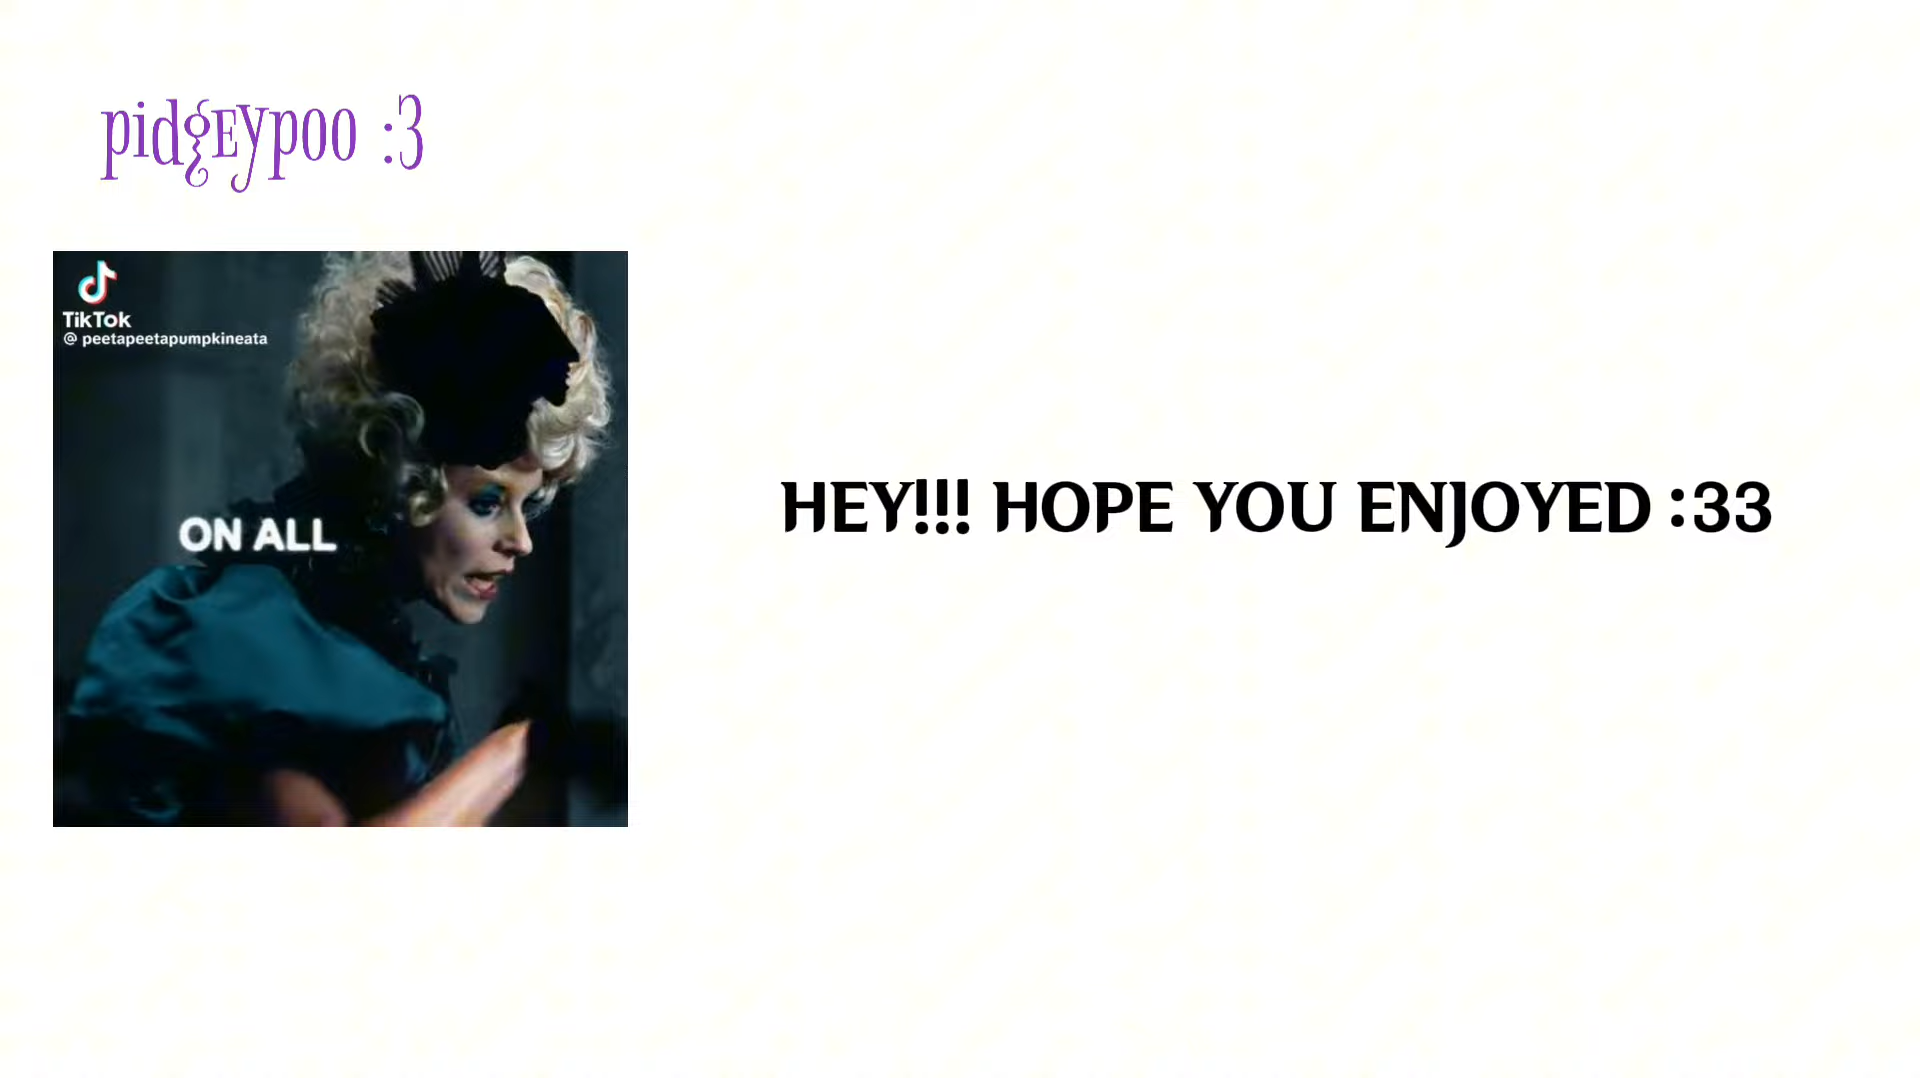 pidgeypoo :3
TikTok
@ peetapeetapumpkineata
ON ALL
HEY!!! HOPE YOU ENJOYED :33